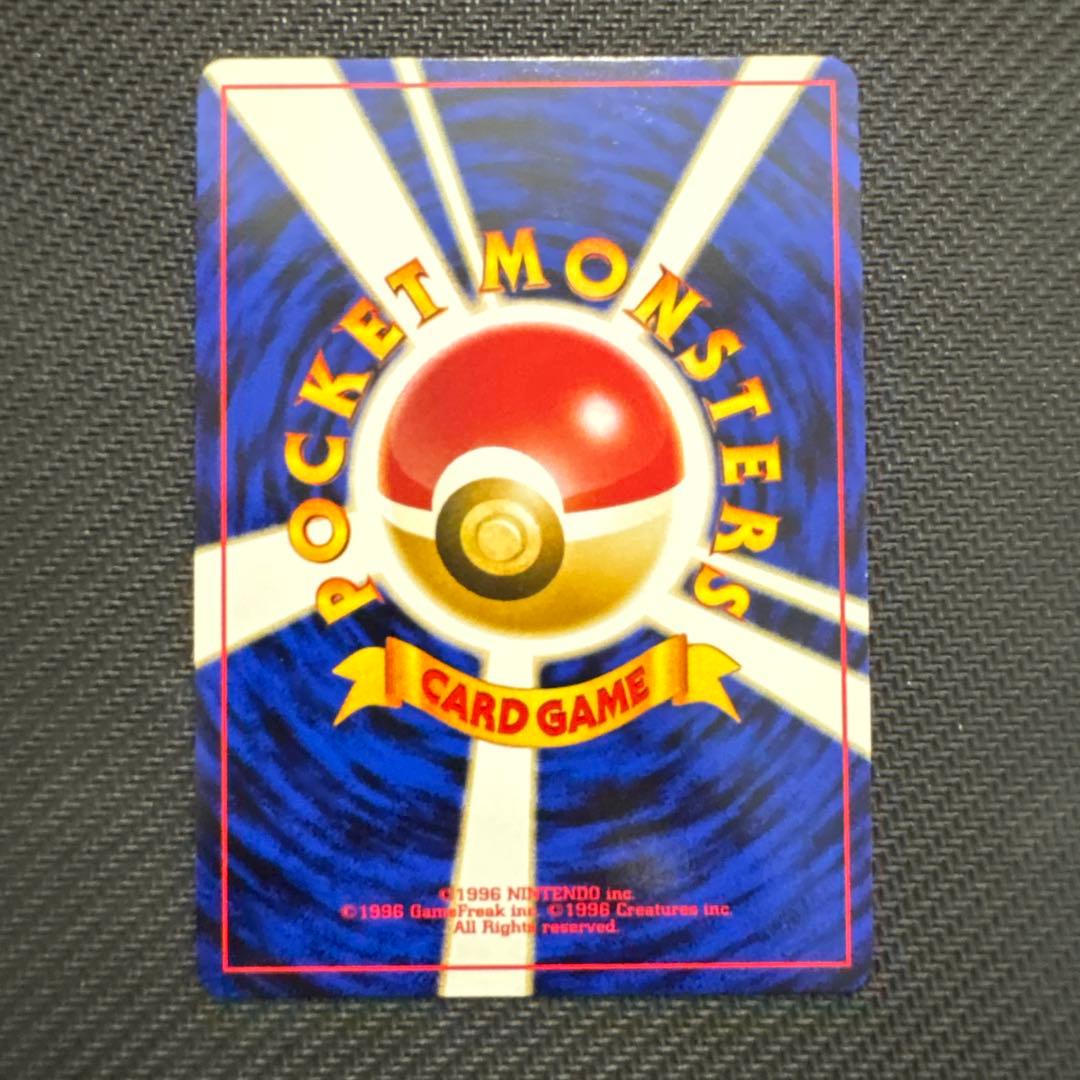 POCKET MONSTERS
CARD GAME
©1996 NINTENDO inc.
©1996 GameFreak inc. ©1996 Creatures inc.
All Rights reserved.